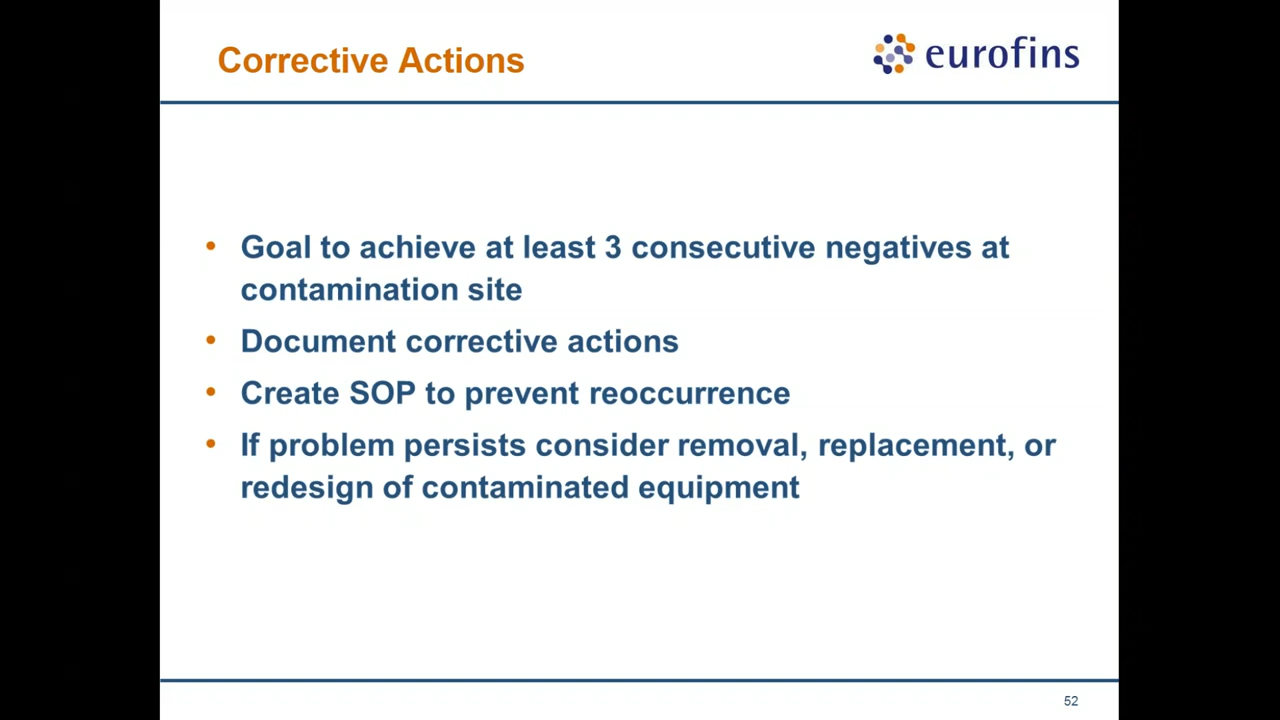 Corrective Actions
eurofins
• Goal to achieve at least 3 consecutive negatives at
contamination site
• Document corrective actions
• Create SOP to prevent reoccurrence
• If problem persists consider removal, replacement, or
redesign of contaminated equipment
52